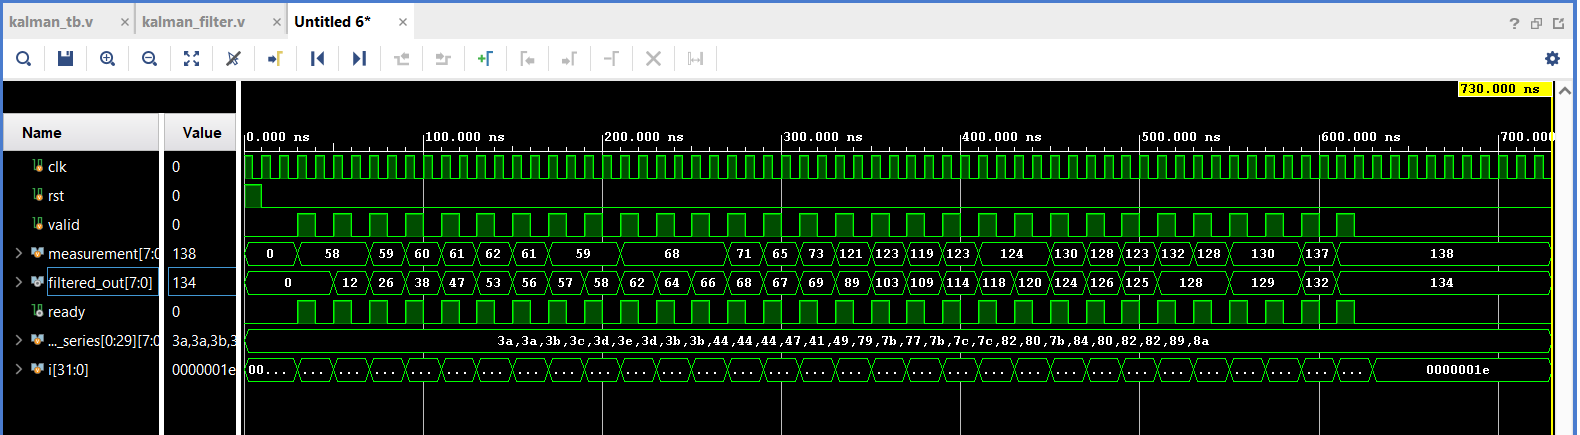 kalman_tb.v × kalman_filter.v × Untitled 6* ×
730.000 ns
Name Value
0.000 ns 100.000 ns 200.000 ns 300.000 ns 400.000 ns 500.000 ns 600.000 ns 700.000
clk 0
rst 0
valid 0
measurement[7:0 138 0 58 59 60 61 62 61 59 68 71 65 73 121 123 119 123 124 130 128 123 132 128 130 137 138
filtered_out[7:0] 134 0 12 26 38 47 53 56 57 58 62 64 66 68 67 69 89 103 109 114 118 120 124 126 125 128 129 132 134
ready 0
..._series[0:29][7:0 3a,3a,3b,3 3a,3a,3b,3c,3d,3e,3d,3b,3b,44,44,44,47,41,49,79,7b,77,7b,7c,7c,82,80,7b,84,80,82,82,89,8a
i[31:0] 0000001e 00... ... ... ... ... ... ... ... ... ... ... ... ... ... ... ... ... ... ... ... ... ... ... ... ... ... ... ... ... ... ... 0000001e